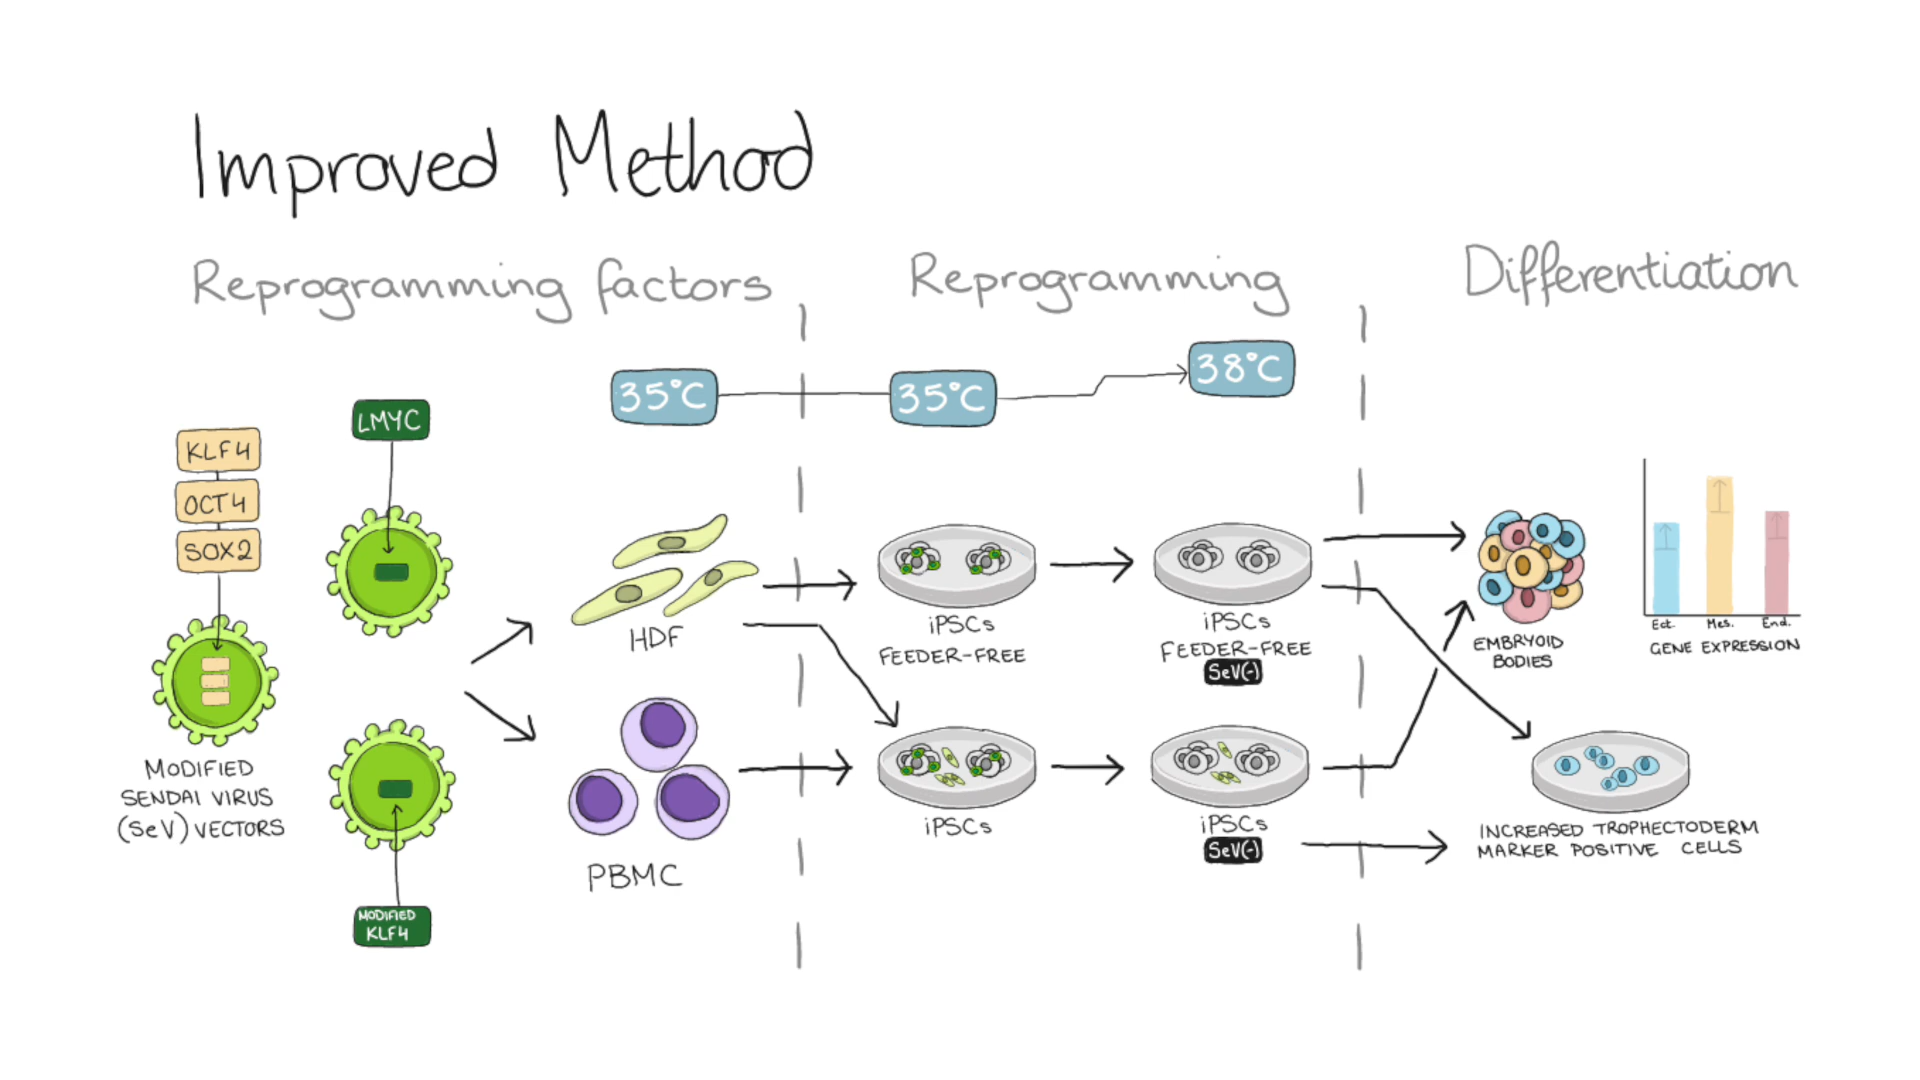 Improved Method
Reprogramming factors
Reprogramming
Differentiation
35°C
35°C
38°C
LMYC
KLF4
OCT4
SOX2
MODIFIED
SENDAI VIRUS
(SeV) VECTORS
MODIFIED
KLF4
HDF
PBMC
iPSCs
FEEDER-FREE
iPSCs
FEEDER-FREE
SeV(-)
iPSCs
iPSCs
SeV(-)
EMBRYOID
BODIES
Ect. Mes. End.
GENE EXPRESSION
INCREASED TROPHECTODERM
MARKER POSITIVE CELLS